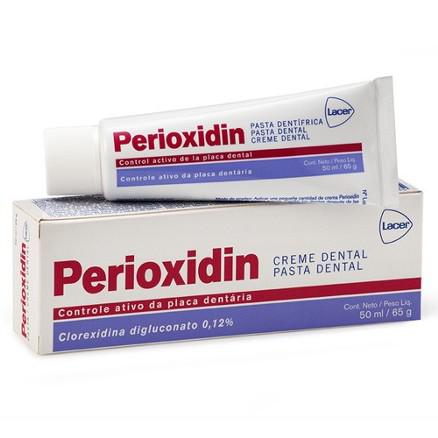 Perioxidin
PASTA DENTÍFRICA
PASTA DENTAL
CREME DENTAL
Lacer
Control activo de la placa dental
Cont. Neto / Peso Líq.
50 ml / 65 g
Controle ativo da placa dentária
Perioxidin
CREME DENTAL
PASTA DENTAL
Lacer
Controle ativo da placa dentária
Cont. Neto / Peso Líq.
50 ml / 65 g
Clorexidina digluconato 0,12%